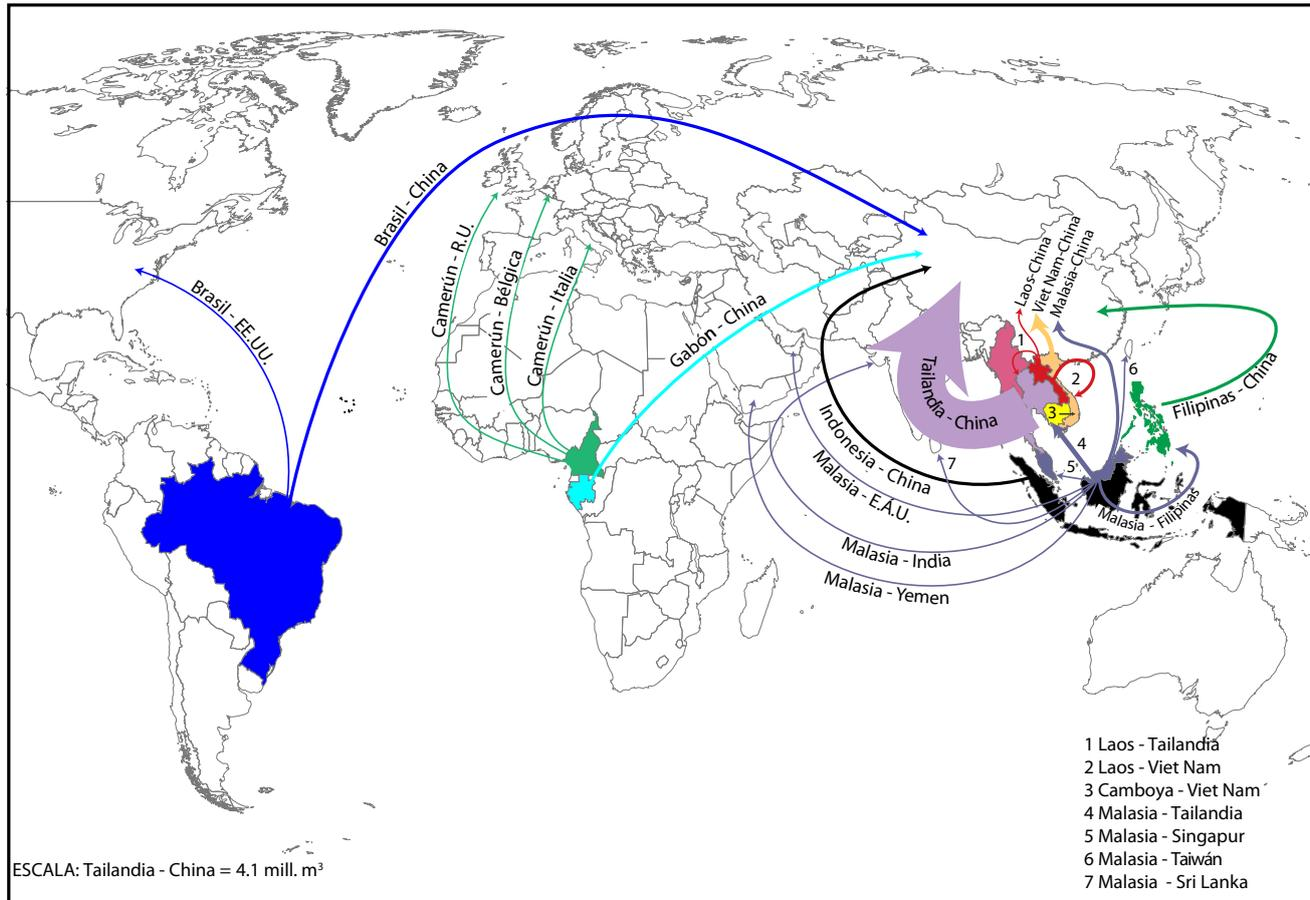 Brasil - EE.UU.
Brasil - China
Camerún - R.U.
Camerún - Belgica
Camerún - Italia
Gabón - China
Tailandia - China
Laos-China
Viet Nam-China
Malasia-China
1
2
3
4
5
6
7
Filipinas - China
Indonesia - China
Malasia - E.Á.U.
Malasia - India
Malasia - Yemen
Malasia - Filipinas
1 Laos - Tailandia
2 Laos - Viet Nam
3 Camboya - Viet Nam ´
4 Malasia - Tailandia
5 Malasia - Singapur
6 Malasia - Taiwán
7 Malasia - Sri Lanka
ESCALA: Tailandia - China = 4.1 mill. m³